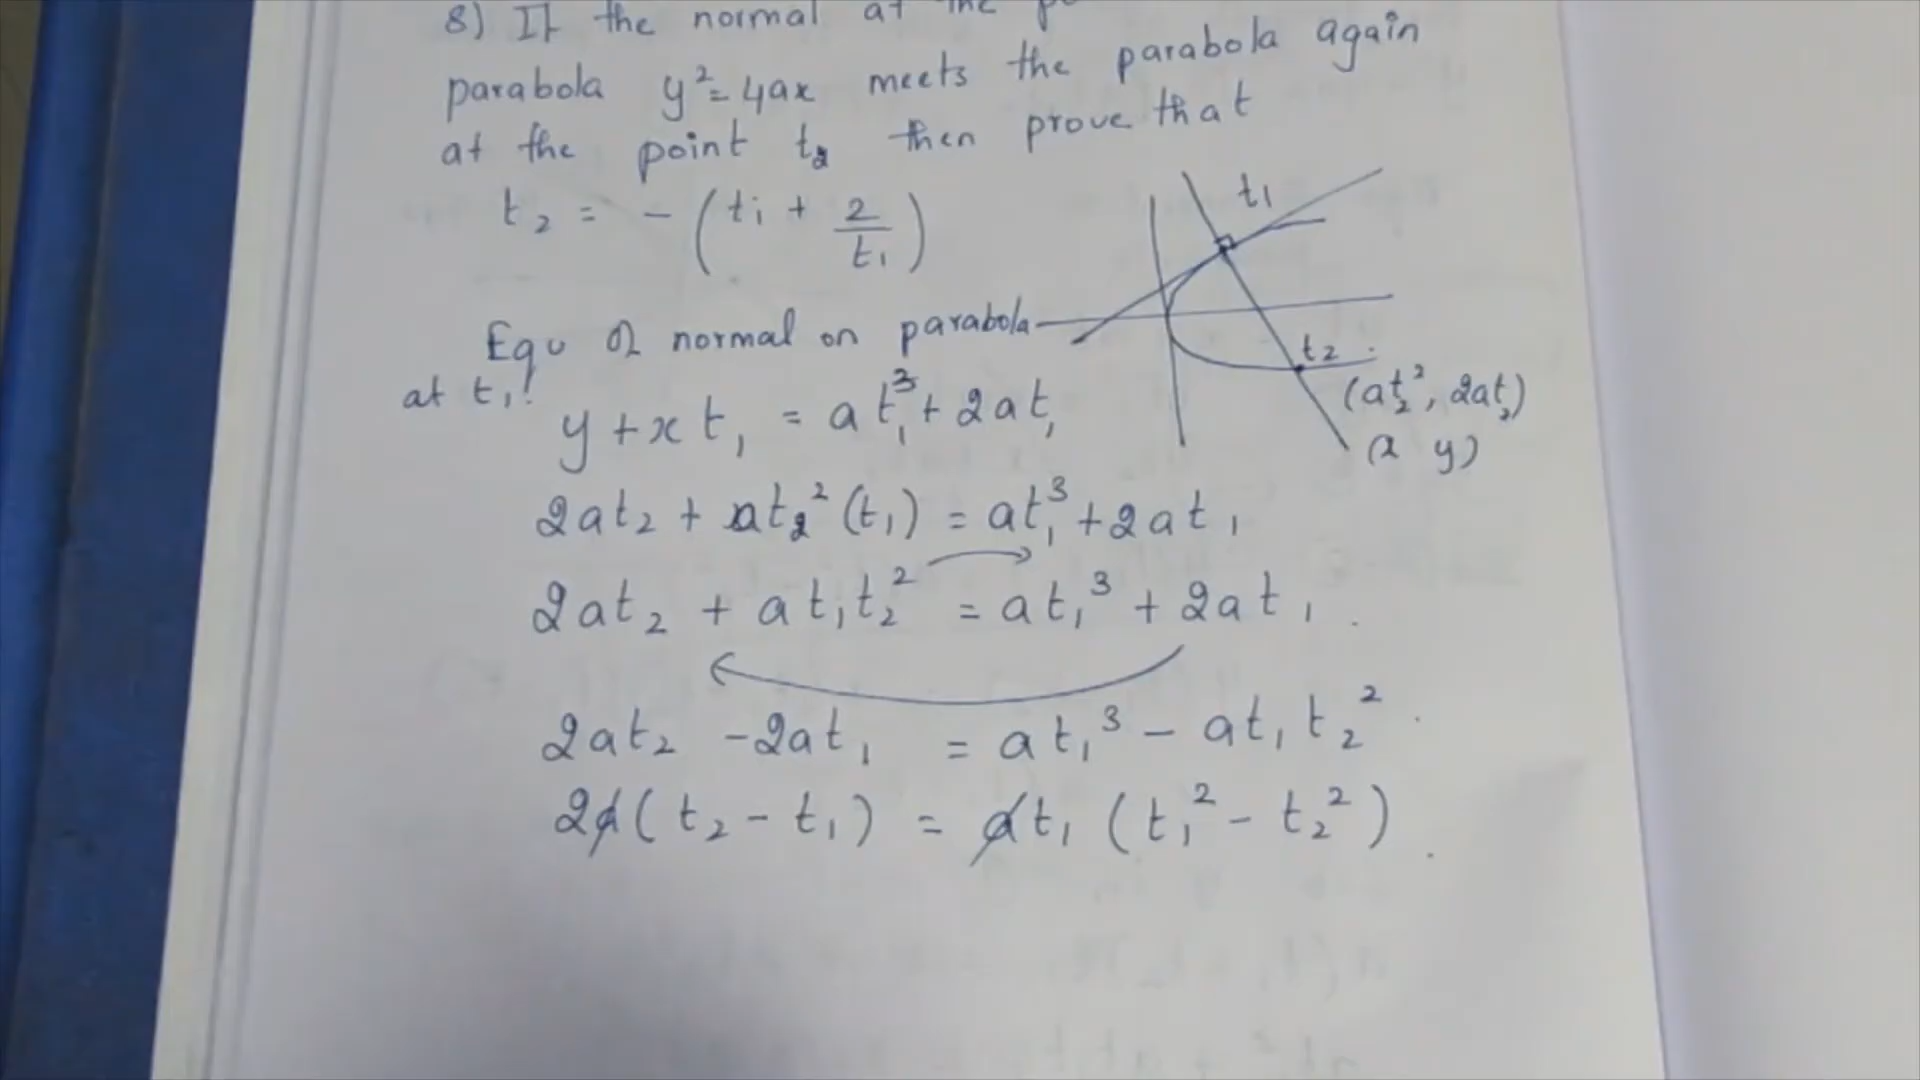 8) If the normal at the
parabola y² = 4ax meets the parabola again
at the point t₂ then prove that
t₂ = - (t₁ + 2/t₁)
t₁
Equ of normal on parabola
t₂
at t₁!
(at₂², 2at₂)
y + x t₁ = at₁³ + 2at₁
(x y)
2at₂ + at₂² (t₁) = at₁³ + 2at₁
2at₂ + at₁t₂² = at₁³ + 2at₁.
2at₂ - 2at₁ = at₁³ - at₁t₂².
2a(t₂ - t₁) = at₁ (t₁² - t₂²).